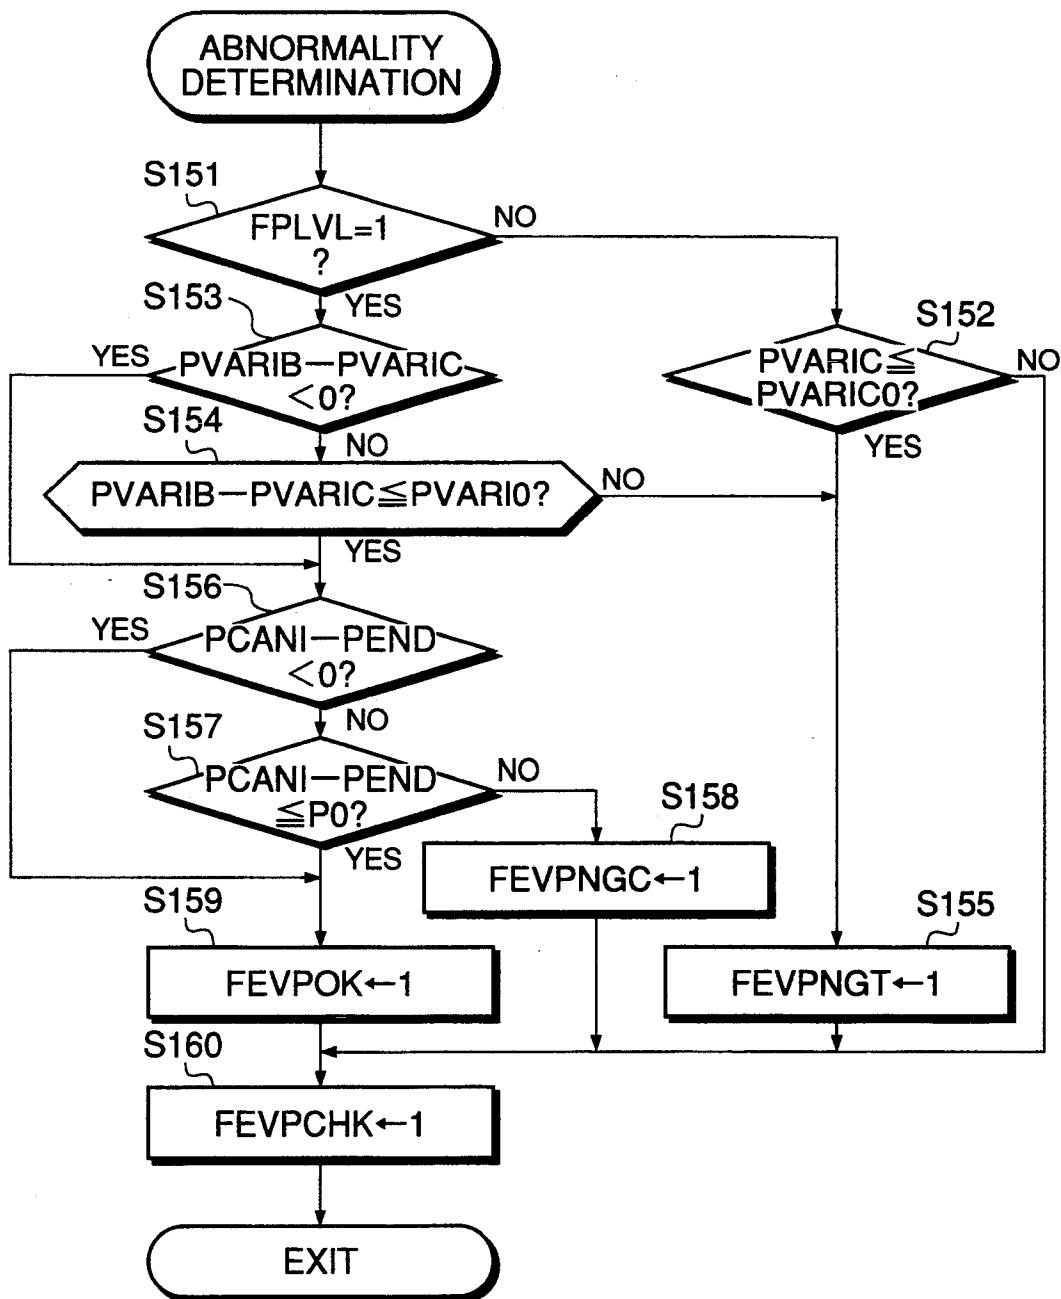 ABNORMALITY
DETERMINATION
S151
FPLVL=1
?
NO
YES
S153
PVARIB−PVARIC
<0?
YES
NO
S152
PVARIC≦
PVARIC0?
NO
YES
S154
PVARIB−PVARIC≦PVARI0?
NO
YES
S156
PCANI−PEND
<0?
YES
NO
S157
PCANI−PEND
≦P0?
NO
YES
S158
FEVPNGC←1
S159
FEVPOK←1
S155
FEVPNGT←1
S160
FEVPCHK←1
EXIT